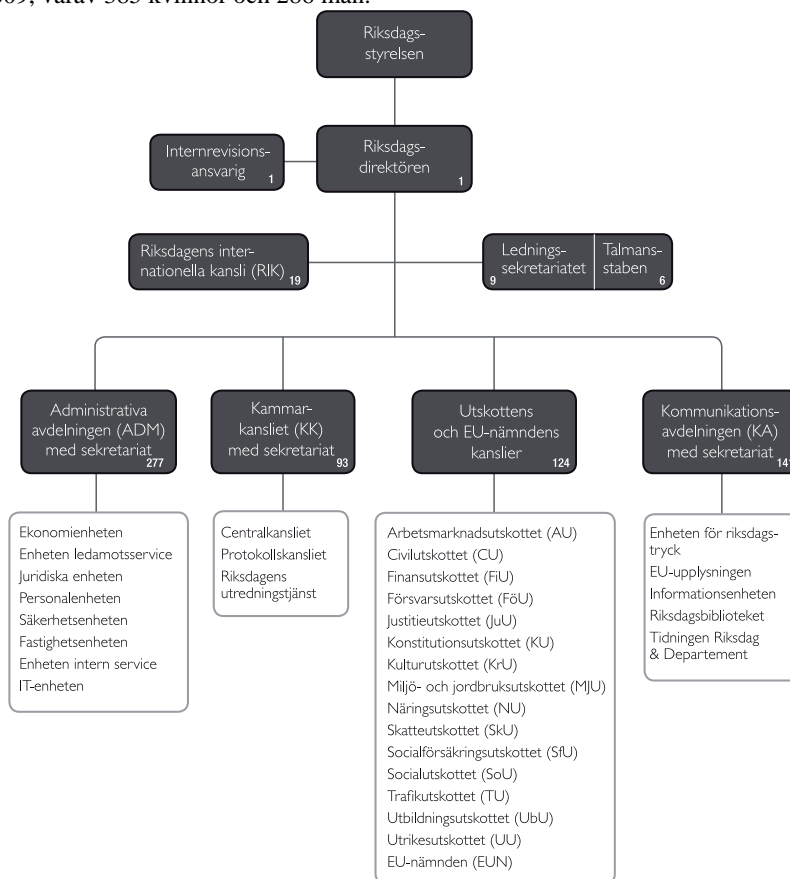 Riksdags-
styrelsen
Internrevisions-
ansvarig
1
Riksdags-
direktören
1
Riksdagens inter-
nationella kansli (RIK)
19
Lednings-
sekretariatet
9
Talmans-
staben
6
Administrativa
avdelningen (ADM)
med sekretariat
277
Kammar-
kansliet (KK)
med sekretariat
93
Utskottens
och EU-nämndens
kanslier
124
Kommunikations-
avdelningen (KA)
med sekretariat
141
Ekonomienheten
Enheten ledamotsservice
Juridiska enheten
Personalenheten
Säkerhetsenheten
Fastighetsenheten
Enheten intern service
IT-enheten
Centralkansliet
Protokollskansliet
Riksdagens
utredningstjänst
Arbetsmarknadsutskottet (AU)
Civilutskottet (CU)
Finansutskottet (FiU)
Försvarsutskottet (FöU)
Justitieutskottet (JuU)
Konstitutionsutskottet (KU)
Kulturutskottet (KrU)
Miljö- och jordbruksutskottet (MJU)
Näringsutskottet (NU)
Skatteutskottet (SkU)
Socialförsäkringsutskottet (SfU)
Socialutskottet (SoU)
Trafikutskottet (TU)
Utbildningsutskottet (UbU)
Utrikesutskottet (UU)
EU-nämnden (EUN)
Enheten för riksdags-
tryck
EU-upplysningen
Informationsenheten
Riksdagsbiblioteket
Tidningen Riksdag
& Departement